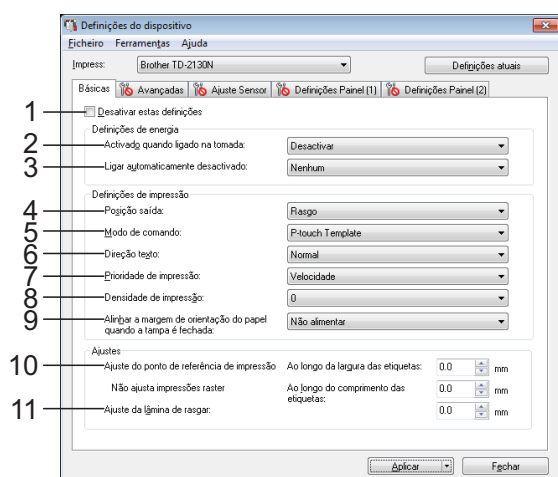 Definições do dispositivo
Ficheiro Ferramentas Ajuda
Impress: Brother TD-2130N Definições atuais
Básicas Avançadas Ajuste Sensor Definições Painel (1) Definições Painel (2)
1 Desativar estas definições
Definições de energia
2 Activado quando ligado na tomada: Desactivar
3 Ligar automaticamente desactivado: Nenhum
Definições de impressão
4 Posição saída: Rasgo
5 Modo de comando: P-touch Template
6 Direção texto: Normal
7 Prioridade de impressão: Velocidade
8 Densidade de impressão: 0
9 Alinhar a margem de orientação do papel quando a tampa é fechada: Não alimentar
Ajustes
10 Ajuste do ponto de referência de impressão Ao longo da largura das etiquetas: 0.0 mm
Não ajusta impressões raster Ao longo do comprimento das etiquetas: 0.0 mm
11 Ajuste da lâmina de rasgar: 0.0 mm
Aplicar Fechar